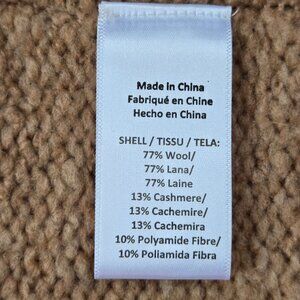 Made in China
Fabriqué en Chine
Hecho en China
SHELL / TISSU / TELA:
77% Wool/
77% Lana/
77% Laine
13% Cashmere/
13% Cachemire/
13% Cachemira
10% Polyamide Fibre/
10% Poliamida Fibra